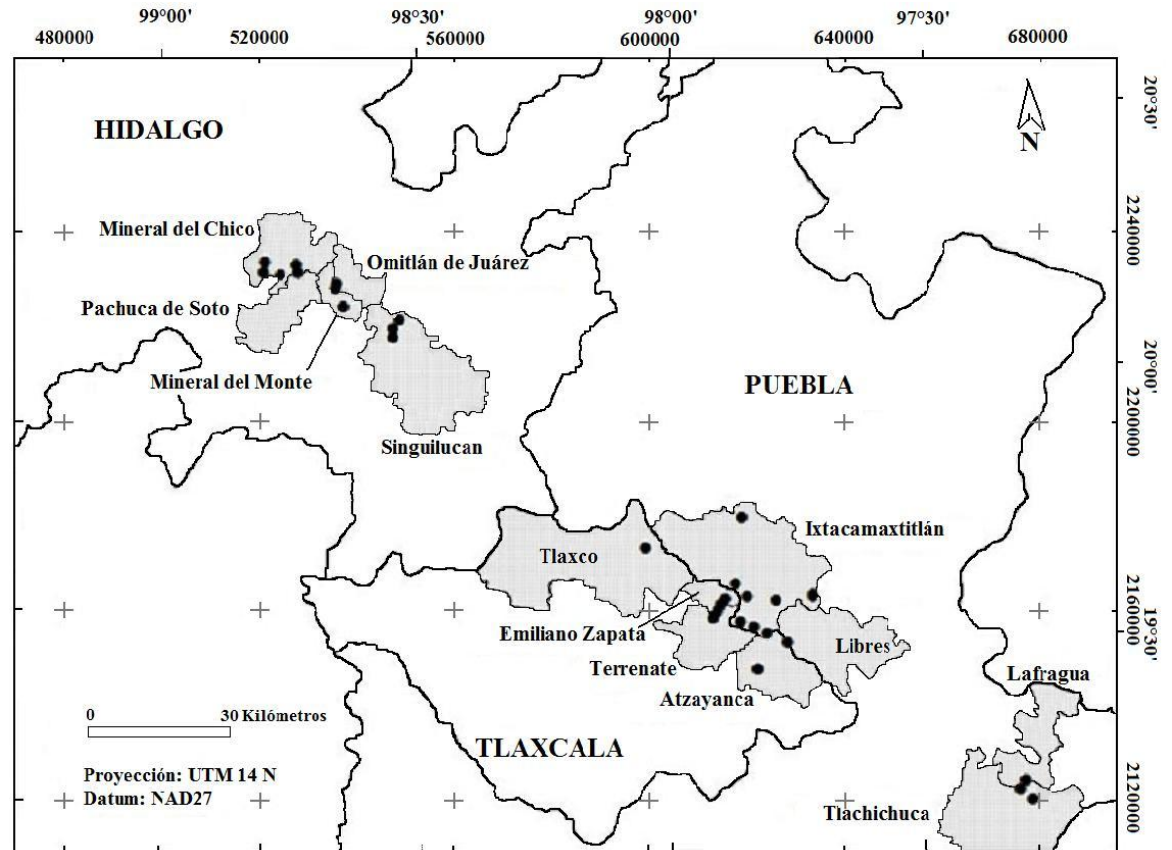 99°00' 98°30' 98°00' 97°30'
480000 520000 560000 600000 640000 680000
20°30'
HIDALGO
N
Mineral del Chico
2240000
Omitlán de Juárez
Pachuca de Soto
20°00'
Mineral del Monte
PUEBLA
2200000
Singuilucan
Ixtacamaxtitlán
Tlaxco
2160000
Emiliano Zapata
19°30'
Libres
Terrenate
Lafragua
Atzayanca
0 30 Kilómetros
TLAXCALA
Proyección: UTM 14 N
Datum: NAD27
2120000
Tlachichuca